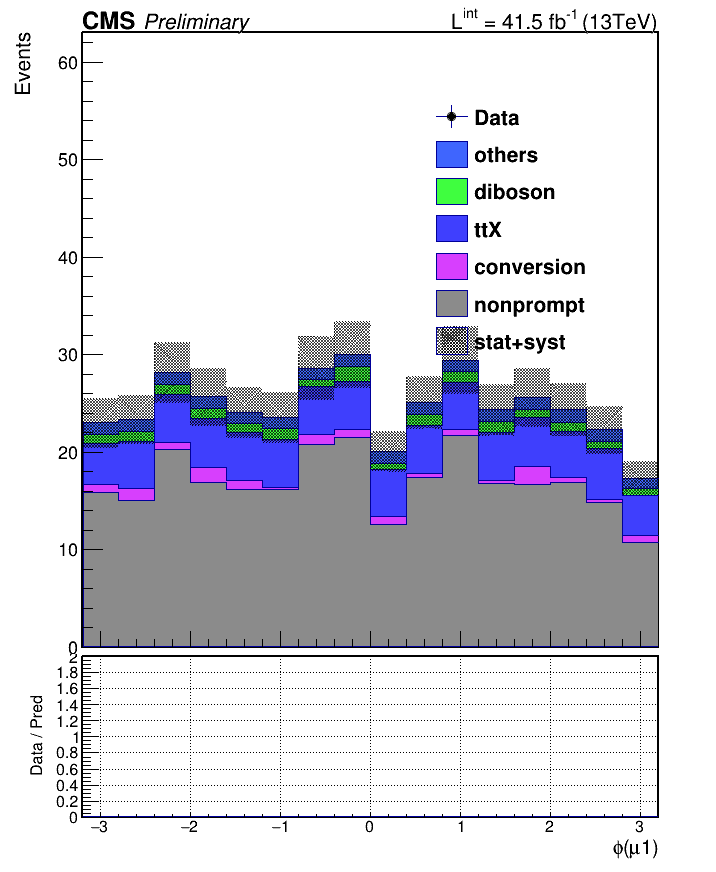 CMS Preliminary
L^int = 41.5 fb^-1 (13TeV)
Events
60
50
40
30
20
10
0
Data
others
diboson
ttX
conversion
nonprompt
stat+syst
Data / Pred
2
1.8
1.6
1.4
1.2
1
0.8
0.6
0.4
0.2
0
−3 −2 −1 0 1 2 3
ϕ(μ1)